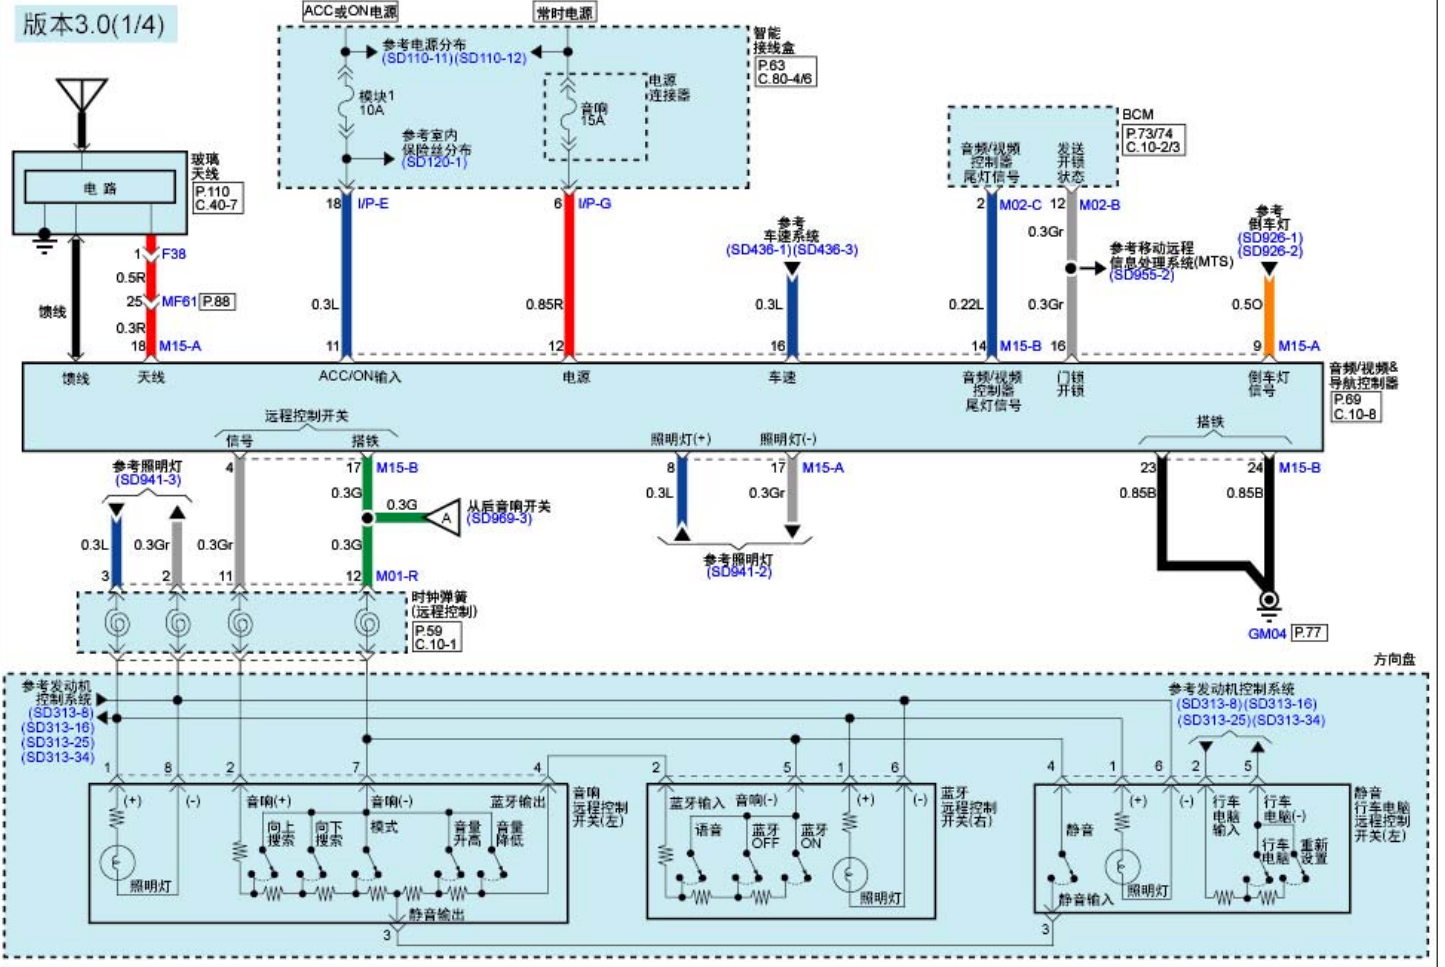 版本3.0(1/4)
ACC或ON电源
常时电源
参考电源分布
(SD110-11)(SD110-12)
模块1
10A
参考室内
保险丝分布
(SD120-1)
音响
15A
电源
连接器
智能
接线盒
P.63
C.80-4/6
BCM
P.73/74
C.10-2/3
音频/视频
控制器
尾灯信号
发送
开锁
状态
玻璃
天线
P.110
C.40-7
电 路
18 I/P-E
6 I/P-G
2 M02-C
12 M02-B
0.3Gr
参考移动远程
信息处理系统(MTS)
(SD955-2)
参考
倒车灯
(SD926-1)
(SD926-2)
参考
车速系统
(SD436-1)(SD436-3)
1 F38
0.5R
25 MF61 P.88
0.3R
18 M15-A
馈线
0.3L
0.85R
0.3L
0.22L
0.3Gr
0.5O
11
12
16
14 M15-B
16
9 M15-A
馈线
天线
ACC/ON输入
电源
车速
音频/视频
控制器
尾灯信号
门锁
开锁
倒车灯
信号
音频/视频&
导航控制器
P.69
C.10-8
远程控制开关
信号
搭铁
照明灯(+)
照明灯(-)
搭铁
参考照明灯
(SD941-3)
4
17 M15-B
8
17 M15-A
23
24 M15-B
0.3G
0.3G
A
从后音响开关
(SD969-3)
0.3L
0.3Gr
0.85B
0.85B
0.3L
0.3Gr
0.3Gr
0.3G
参考照明灯
(SD941-2)
3
2
11
12 M01-R
时钟弹簧
(远程控制)
P.59
C.10-1
GM04 P.77
方向盘
参考发动机
控制系统
(SD313-8)
(SD313-16)
(SD313-25)
(SD313-34)
参考发动机控制系统
(SD313-8)(SD313-16)
(SD313-25)(SD313-34)
1
8
2
7
4
2
5
1
6
4
1
6
2
5
(+)
(-)
音响(+)
音响(-)
蓝牙输出
向上
搜索
向下
搜索
模式
音量
升高
音量
降低
照明灯
静音输出
3
音响
远程控制
开关(左)
蓝牙输入
音响(-)
(+)
(-)
语音
蓝牙
OFF
蓝牙
ON
照明灯
蓝牙
远程控制
开关(右)
(+)
(-)
行车
电脑
输入
行车
电脑(-)
静音
行车
电脑
重新
设置
照明灯
静音输入
3
静音
行车电脑
远程控制
开关(左)